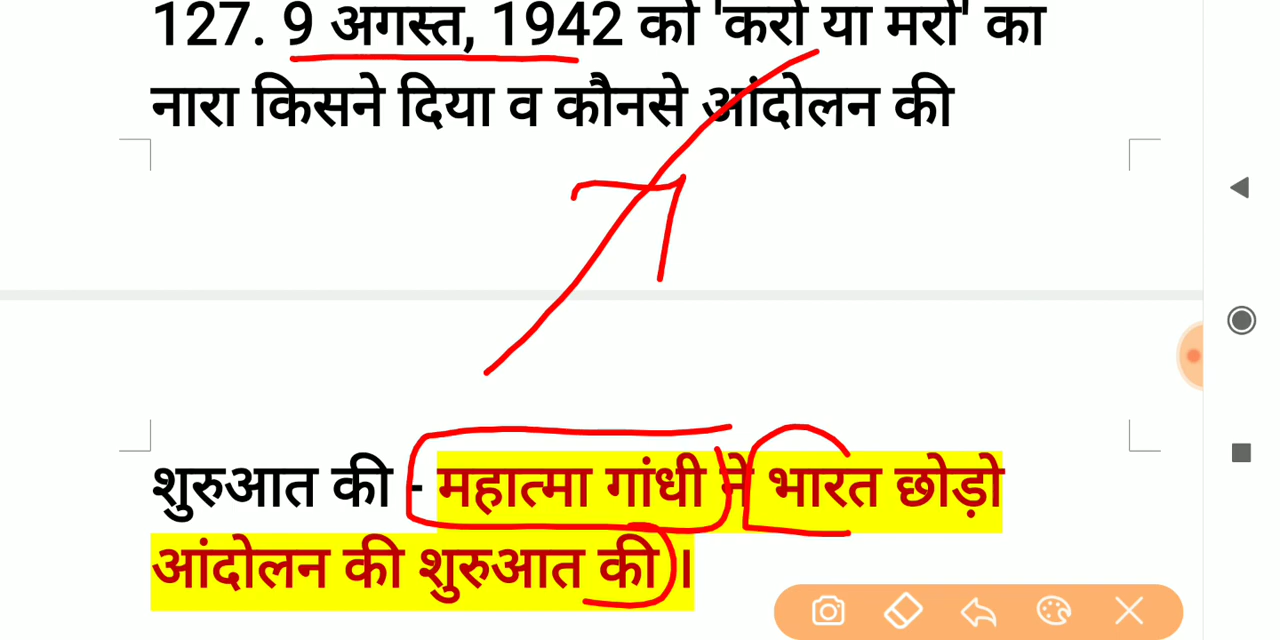 127. 9 अगस्त, 1942 को 'करो या मरो' का
नारा किसने दिया व कौनसे आंदोलन की
शुरुआत की - महात्मा गांधी ने भारत छोड़ो
आंदोलन की शुरुआत की।